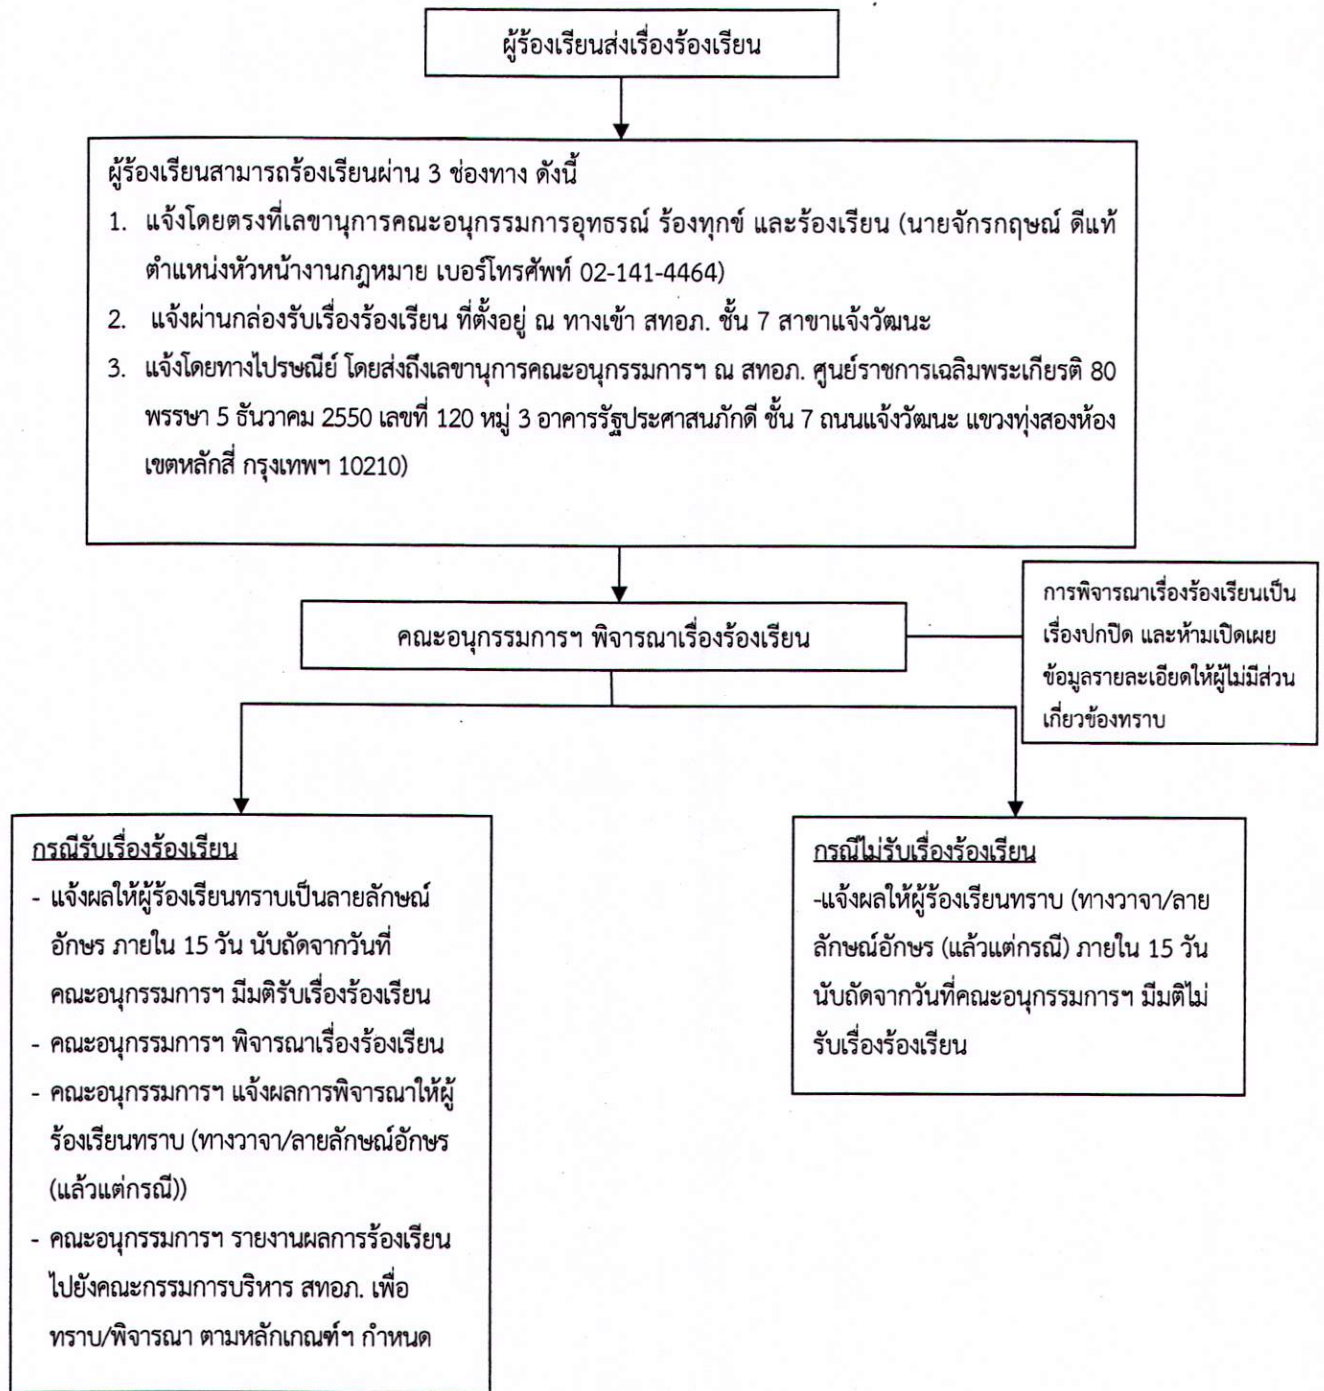 ผู้ร้องเรียนส่งเรื่องร้องเรียน
ผู้ร้องเรียนสามารถร้องเรียนผ่าน 3 ช่องทาง ดังนี้
1. แจ้งโดยตรงที่เลขานุการคณะอนุกรรมการอุทธรณ์ ร้องทุกข์ และร้องเรียน (นายจักรกฤษณ์ ดีแท้
ตำแหน่งหัวหน้างานกฎหมาย เบอร์โทรศัพท์ 02-141-4464)
2. แจ้งผ่านกล่องรับเรื่องร้องเรียน ที่ตั้งอยู่ ณ ทางเข้า สทอภ. ชั้น 7 สาขาแจ้งวัฒนะ
3. แจ้งโดยทางไปรษณีย์ โดยส่งถึงเลขานุการคณะอนุกรรมการฯ ณ สทอภ. ศูนย์ราชการเฉลิมพระเกียรติ 80
พรรษา 5 ธันวาคม 2550 เลขที่ 120 หมู่ 3 อาคารรัฐประศาสนภักดี ชั้น 7 ถนนแจ้งวัฒนะ แขวงทุ่งสองห้อง
เขตหลักสี่ กรุงเทพฯ 10210)
คณะอนุกรรมการฯ พิจารณาเรื่องร้องเรียน
การพิจารณาเรื่องร้องเรียนเป็น
เรื่องปกปิด และห้ามเปิดเผย
ข้อมูลรายละเอียดให้ผู้ไม่มีส่วน
เกี่ยวข้องทราบ
กรณีรับเรื่องร้องเรียน
- แจ้งผลให้ผู้ร้องเรียนทราบเป็นลายลักษณ์
อักษร ภายใน 15 วัน นับถัดจากวันที่
คณะอนุกรรมการฯ มีมติรับเรื่องร้องเรียน
- คณะอนุกรรมการฯ พิจารณาเรื่องร้องเรียน
- คณะอนุกรรมการฯ แจ้งผลการพิจารณาให้ผู้
ร้องเรียนทราบ (ทางวาจา/ลายลักษณ์อักษร
(แล้วแต่กรณี))
- คณะอนุกรรมการฯ รายงานผลการร้องเรียน
ไปยังคณะกรรมการบริหาร สทอภ. เพื่อ
ทราบ/พิจารณา ตามหลักเกณฑ์ฯ กำหนด
กรณีไม่รับเรื่องร้องเรียน
-แจ้งผลให้ผู้ร้องเรียนทราบ (ทางวาจา/ลาย
ลักษณ์อักษร (แล้วแต่กรณี) ภายใน 15 วัน
นับถัดจากวันที่คณะอนุกรรมการฯ มีมติไม่
รับเรื่องร้องเรียน